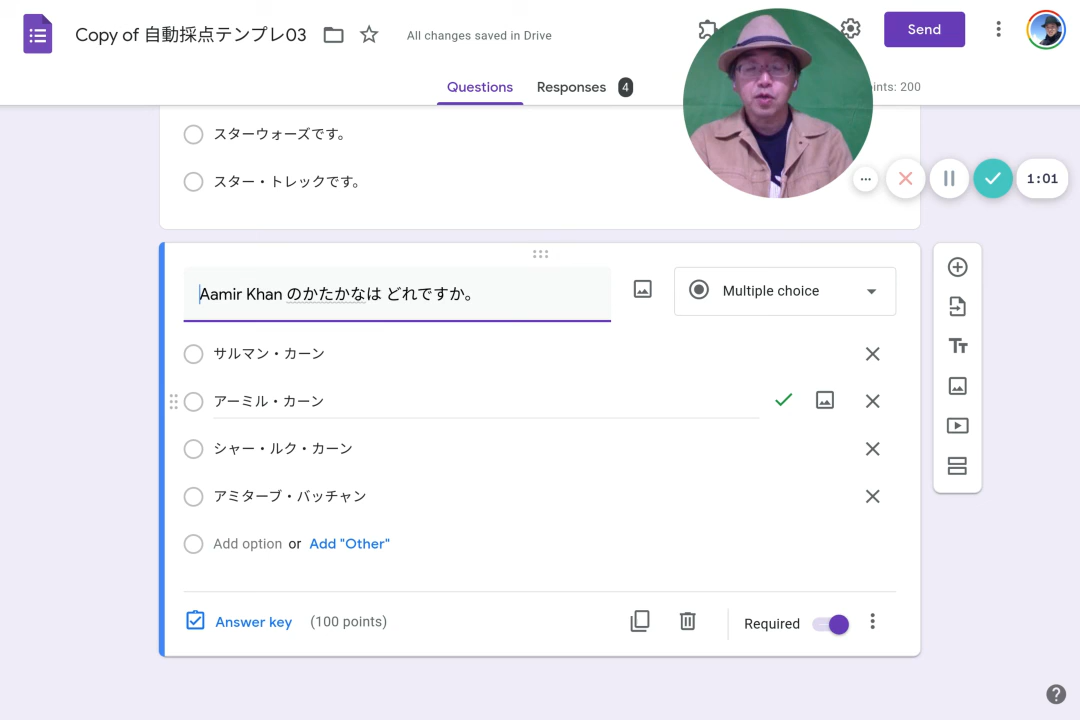 Copy of 自動採点テンプレ03
All changes saved in Drive
Send
Questions
Responses
4
ints: 200
スターウォーズです。
スター・トレックです。
1:01
Aamir Khan のかたかなは どれですか。
Multiple choice
サルマン・カーン
アーミル・カーン
シャー・ルク・カーン
アミターブ・バッチャン
Add option or Add "Other"
Answer key
(100 points)
Required